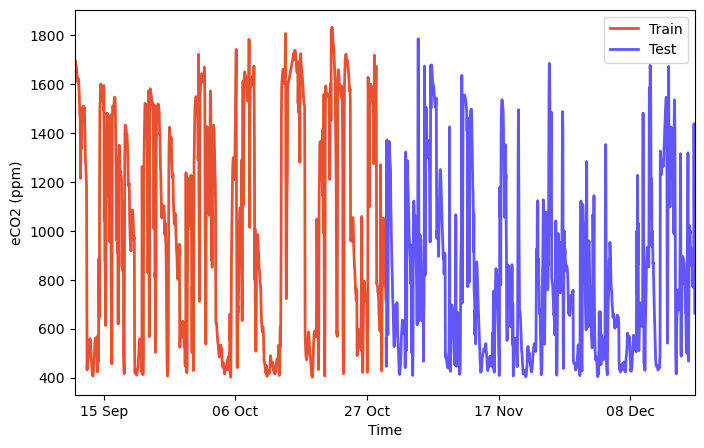 Train
Test
eCO2 (ppm)
1800
1600
1400
1200
1000
800
600
400
15 Sep
06 Oct
27 Oct
17 Nov
08 Dec
Time